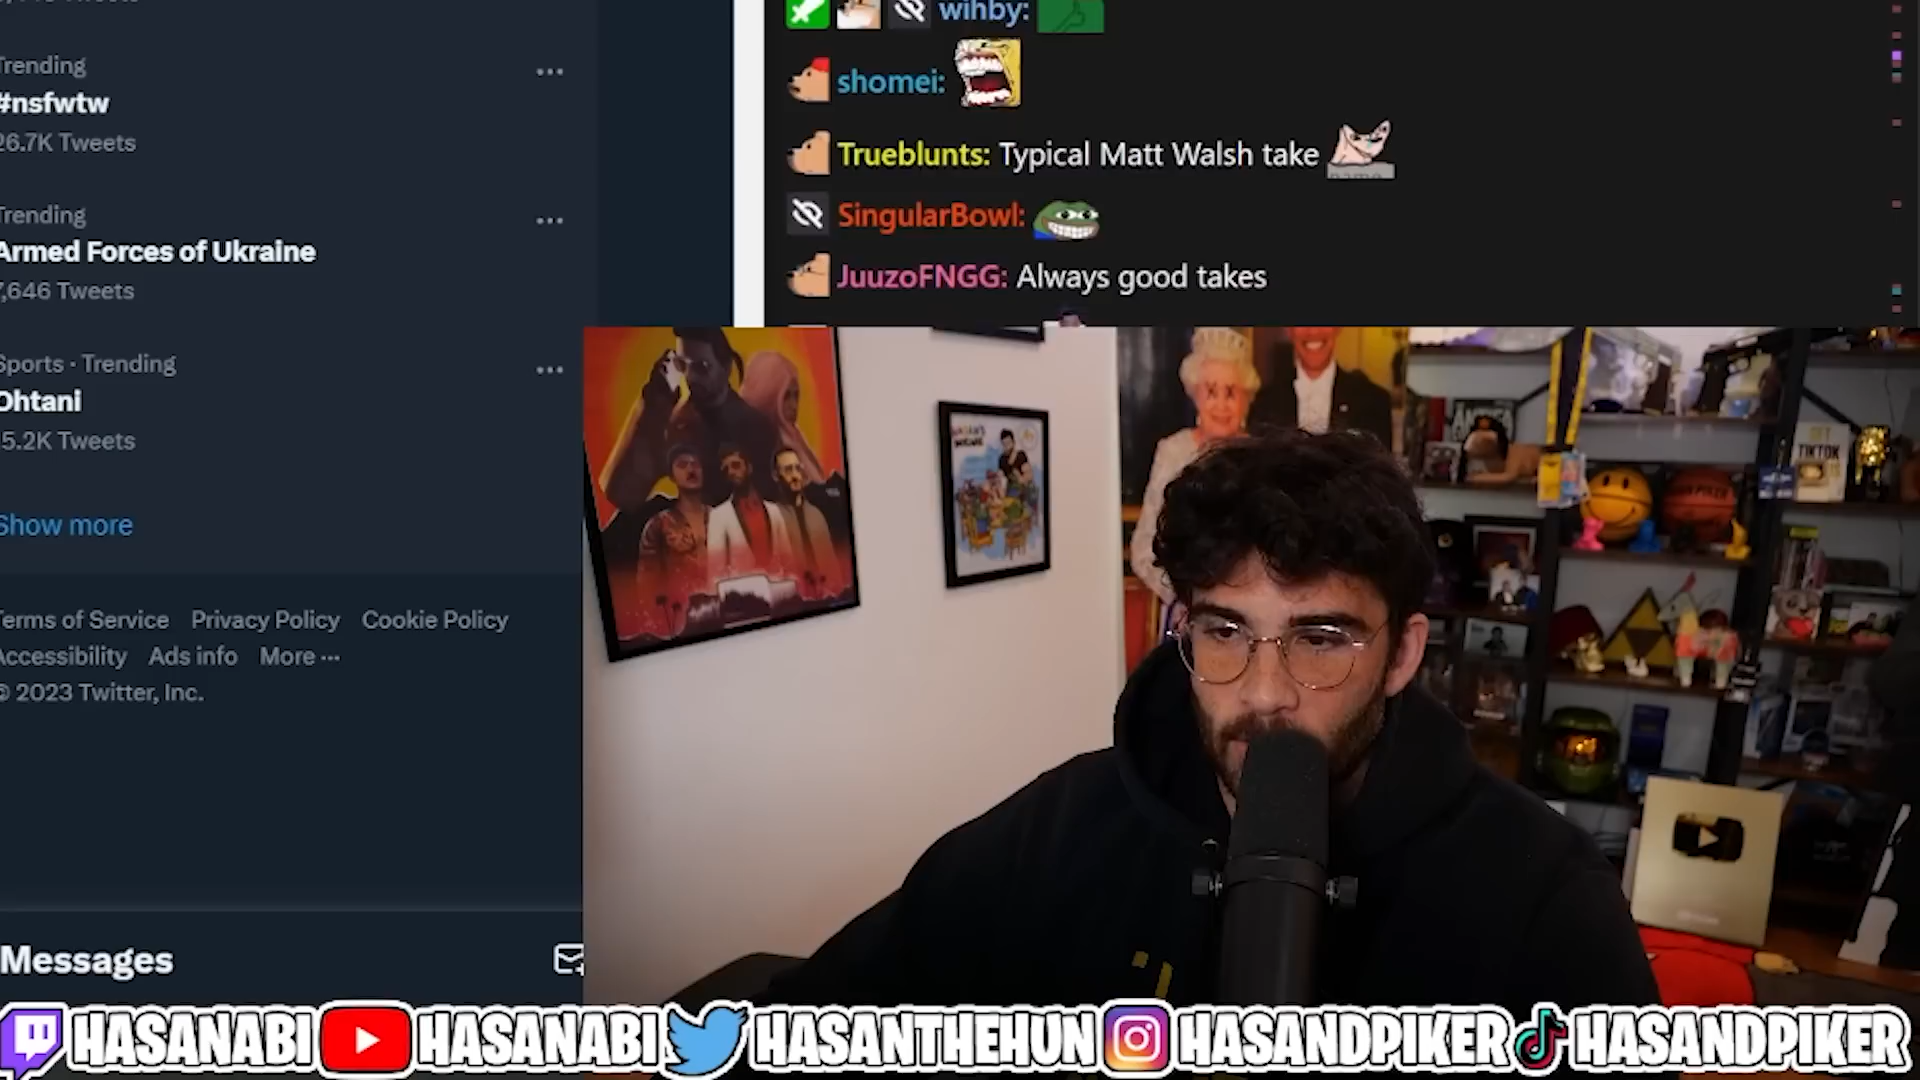 Trending
#nsfwtw
26.7K Tweets
Trending
Armed Forces of Ukraine
7,646 Tweets
Sports · Trending
Ohtani
5.2K Tweets
Show more
Terms of Service Privacy Policy Cookie Policy
Accessibility Ads info More ···
© 2023 Twitter, Inc.
Messages
wihby:
shomei:
Trueblunts: Typical Matt Walsh take
SingularBowl:
JuuzoFNGG: Always good takes
TIKTOK
HASANABI HASANABI HASANTHEHUN HASANDPIKER HASANDPIKER